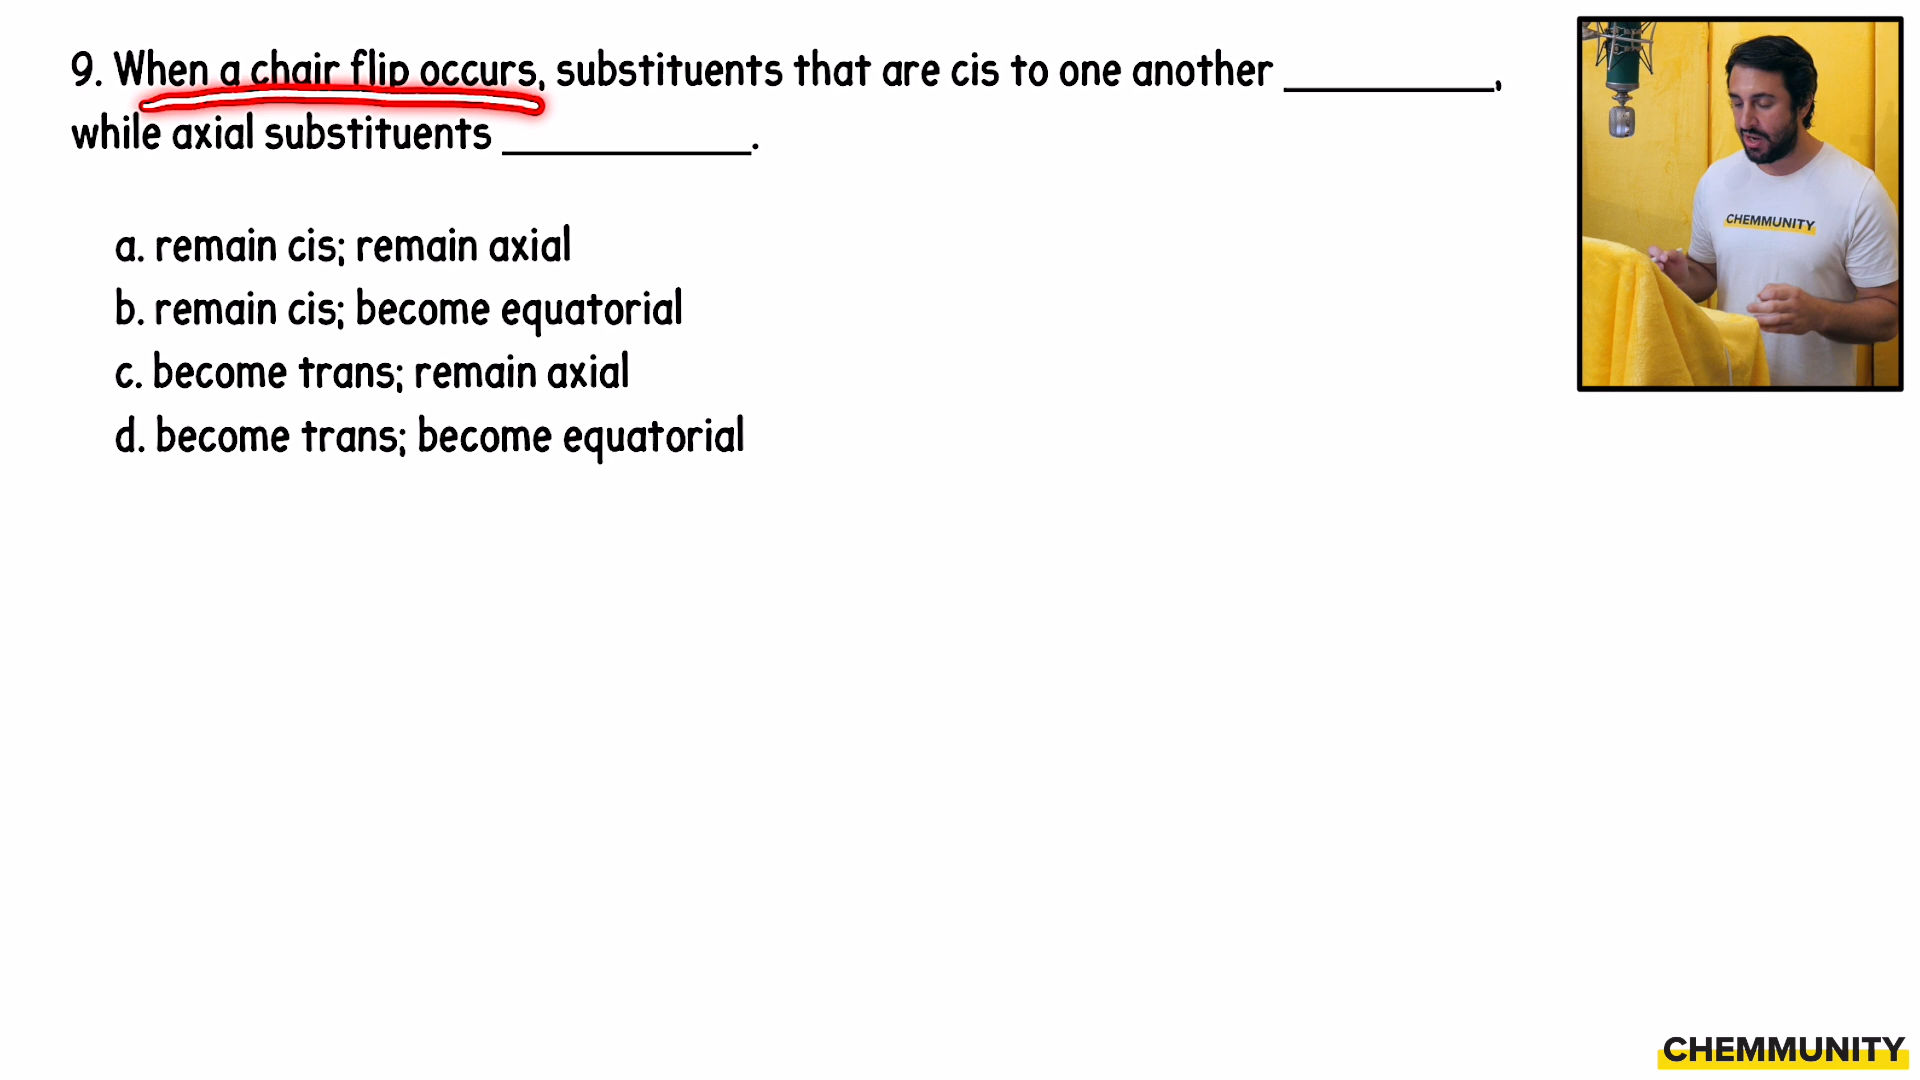 9. When a chair flip occurs, substituents that are cis to one another __________,
while axial substituents ____________.
a. remain cis; remain axial
b. remain cis; become equatorial
c. become trans; remain axial
d. become trans; become equatorial
CHEMMUNITY
CHEMMUNITY